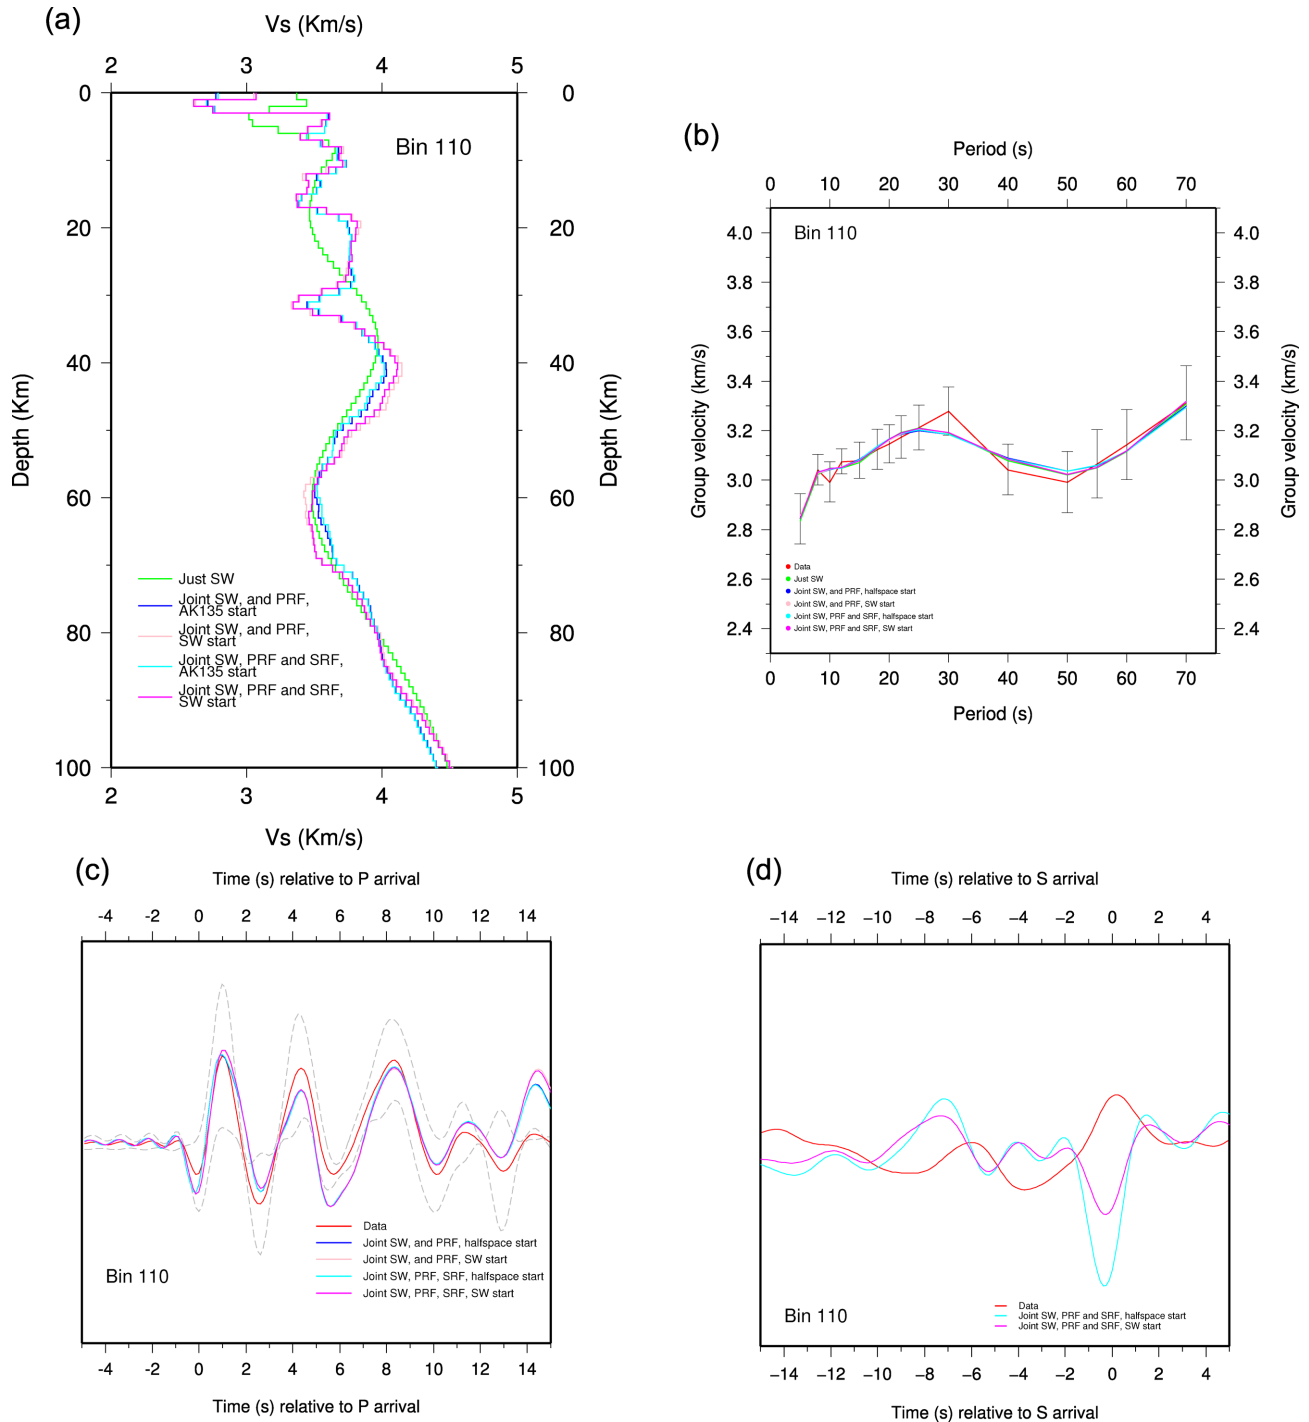 (a)
Vs (Km/s)
2 3 4 5
0 0
20 20
40 40
60 60
80 80
100 100
Depth (Km)
Depth (Km)
Bin 110
Just SW
Joint SW, and PRF,
AK135 start
Joint SW, and PRF,
SW start
Joint SW, PRF and SRF,
AK135 start
Joint SW, PRF and SRF,
SW start
2 3 4 5
Vs (Km/s)
(b)
Period (s)
0 10 20 30 40 50 60 70
4.0 4.0
3.8 3.8
3.6 3.6
3.4 3.4
3.2 3.2
3.0 3.0
2.8 2.8
2.6 2.6
2.4 2.4
Group velocity (km/s)
Group velocity (km/s)
Bin 110
Data
Just SW
Joint SW, and PRF, halfspace start
Joint SW, and PRF, SW start
Joint SW, PRF and SRF, halfspace start
Joint SW, PRF and SRF, SW start
0 10 20 30 40 50 60 70
Period (s)
(c)
Time (s) relative to P arrival
-4 -2 0 2 4 6 8 10 12 14
Data
Joint SW, and PRF, halfspace start
Joint SW, and PRF, SW start
Joint SW, PRF, SRF, halfspace start
Joint SW, PRF, SRF, SW start
Bin 110
-4 -2 0 2 4 6 8 10 12 14
Time (s) relative to P arrival
(d)
Time (s) relative to S arrival
−14 −12 −10 −8 −6 −4 −2 0 2 4
Data
Joint SW, PRF and SRF, halfspace start
Joint SW, PRF and SRF, SW start
Bin 110
−14 −12 −10 −8 −6 −4 −2 0 2 4
Time (s) relative to S arrival